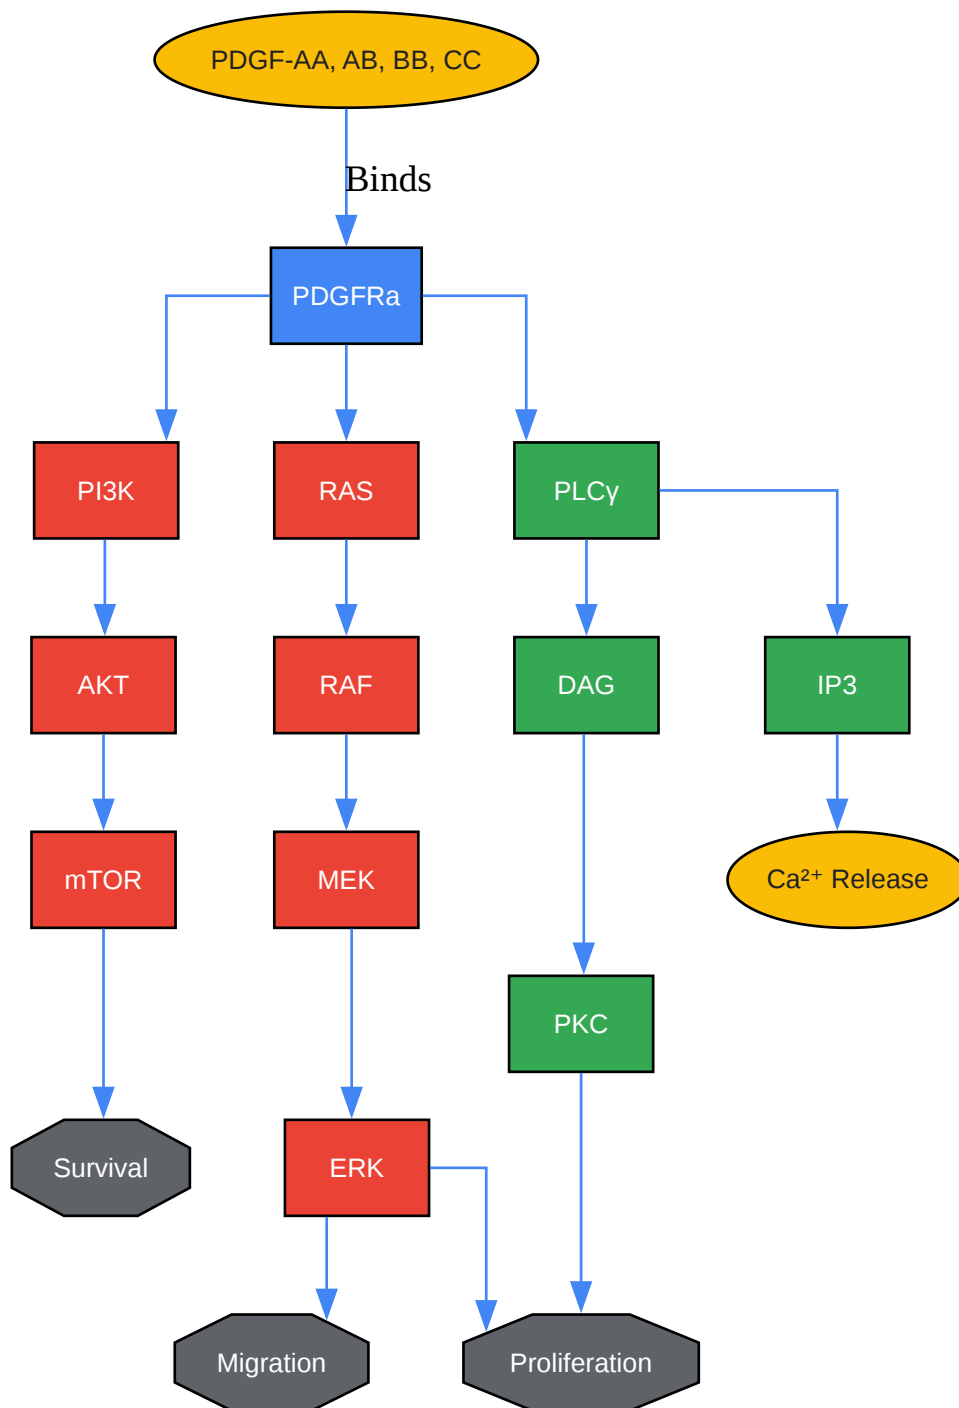 PDGF-AA, AB, BB, CC
Binds
PDGFRa
PI3K
RAS
PLCγ
AKT
RAF
DAG
IP3
mTOR
MEK
Ca²⁺ Release
PKC
Survival
ERK
Migration
Proliferation